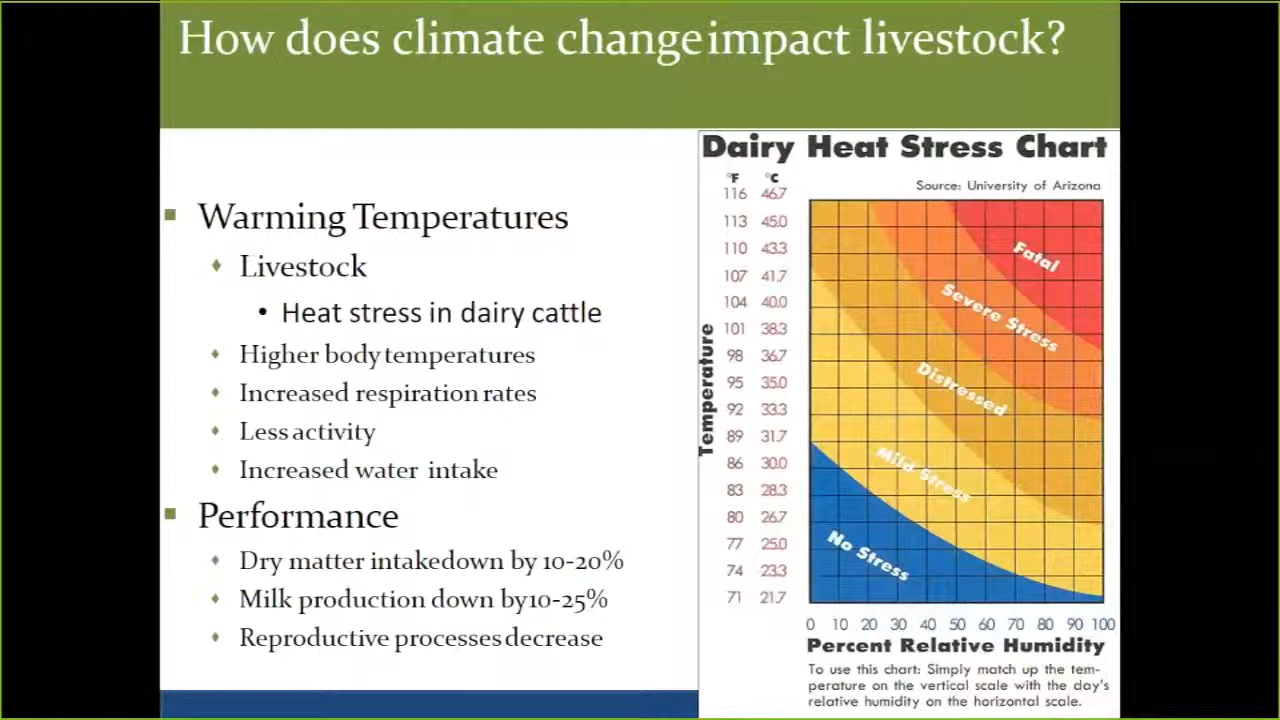 How does climate change impact livestock?
Warming Temperatures
Livestock
Heat stress in dairy cattle
Higher body temperatures
Increased respiration rates
Less activity
Increased water intake
Performance
Dry matter intakedown by 10-20%
Milk production down by10-25%
Reproductive processes decrease
Dairy Heat Stress Chart
Source: University of Arizona
°F °C
116 46.7
113 45.0
110 43.3
107 41.7
104 40.0
101 38.3
98 36.7
95 35.0
92 33.3
89 31.7
86 30.0
83 28.3
80 26.7
77 25.0
74 23.3
71 21.7
Temperature
Fatal
Severe Stress
Distressed
Mild Stress
No Stress
0 10 20 30 40 50 60 70 80 90 100
Percent Relative Humidity
To use this chart: Simply match up the tem-
perature on the vertical scale with the day's
relative humidity on the horizontal scale.